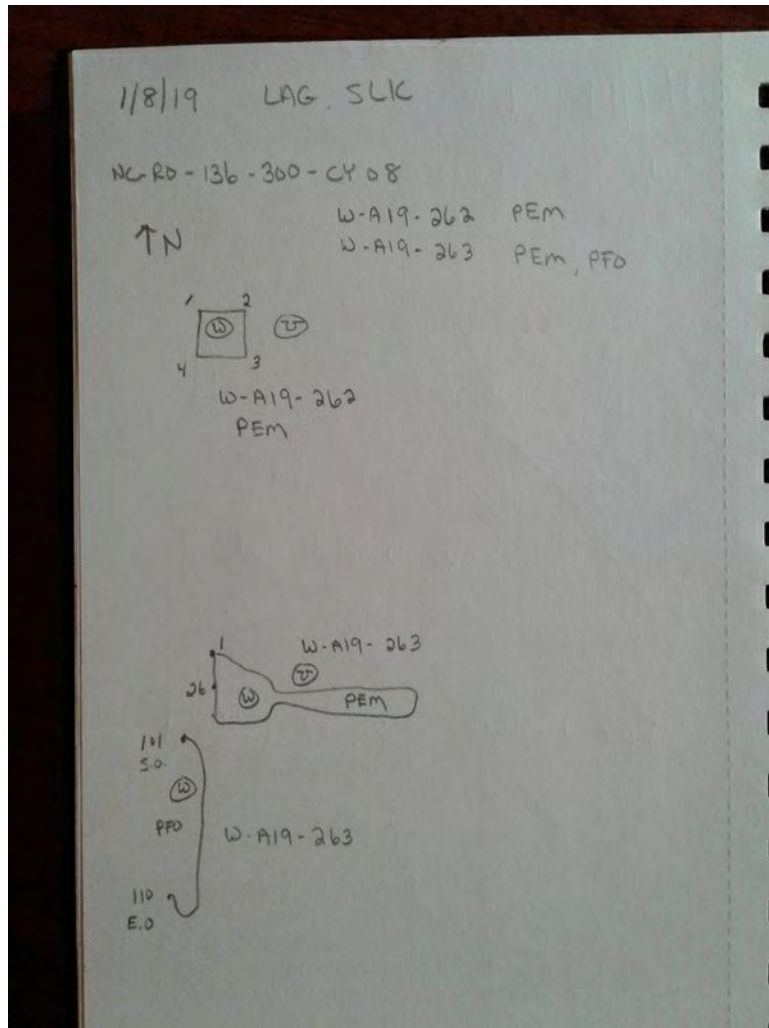 1/8/19 LAG, SLK
NC-RD-136-300-CY08
W-A19-262 PEM
↑N
W-A19-263 PEM, PFO
1 2
W U
4 3
W-A19-262
PEM
1 W-A19-263
U
26 W PEM
101
S.O.
W
PFO W-A19-263
110
E.O